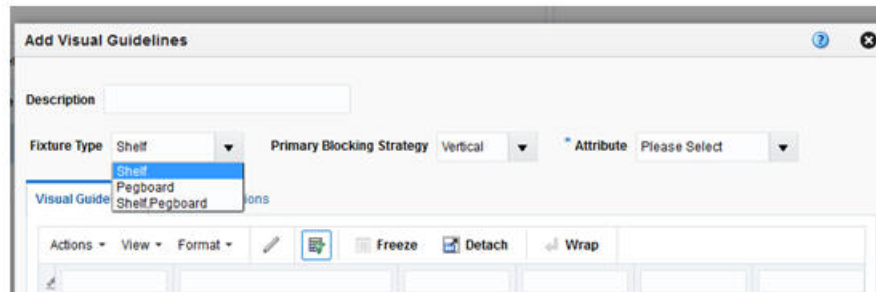 Add Visual Guidelines
Description
Fixture Type Shelf Primary Blocking Strategy Vertical * Attribute Please Select
Shelf
Pegboard
Shelf,Pegboard
Visual Guide ions
Actions View Format Freeze Detach Wrap